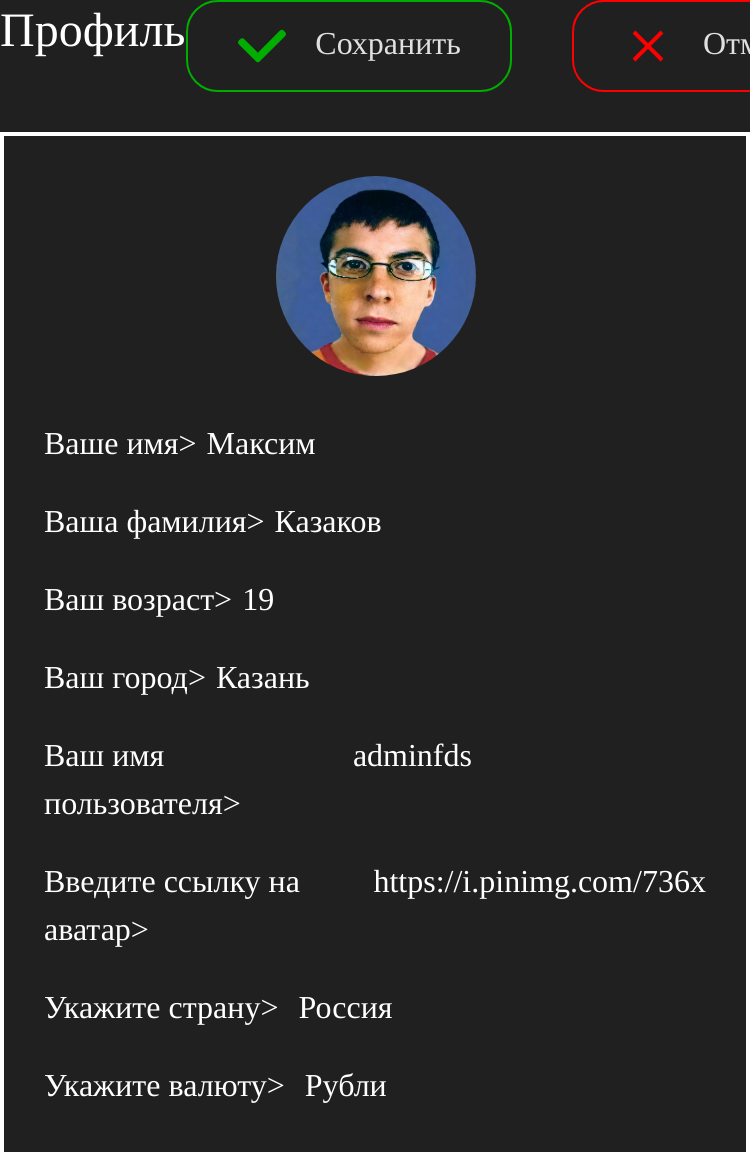 Профиль
Сохранить
Отм
Ваше имя> Максим
Ваша фамилия> Казаков
Ваш возраст> 19
Ваш город> Казань
Ваш имя adminfds
пользователя>
Введите ссылку на https://i.pinimg.com/736x
аватар>
Укажите страну> Россия
Укажите валюту> Рубли